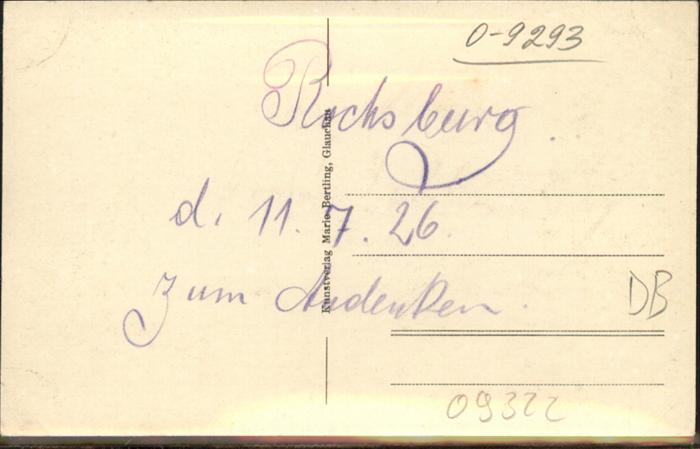 0-9293
Rochsburg.
d. 11.7.26.
zum Andenken.
Kunstverlag Marie Bertling, Glauchau
DB
09322